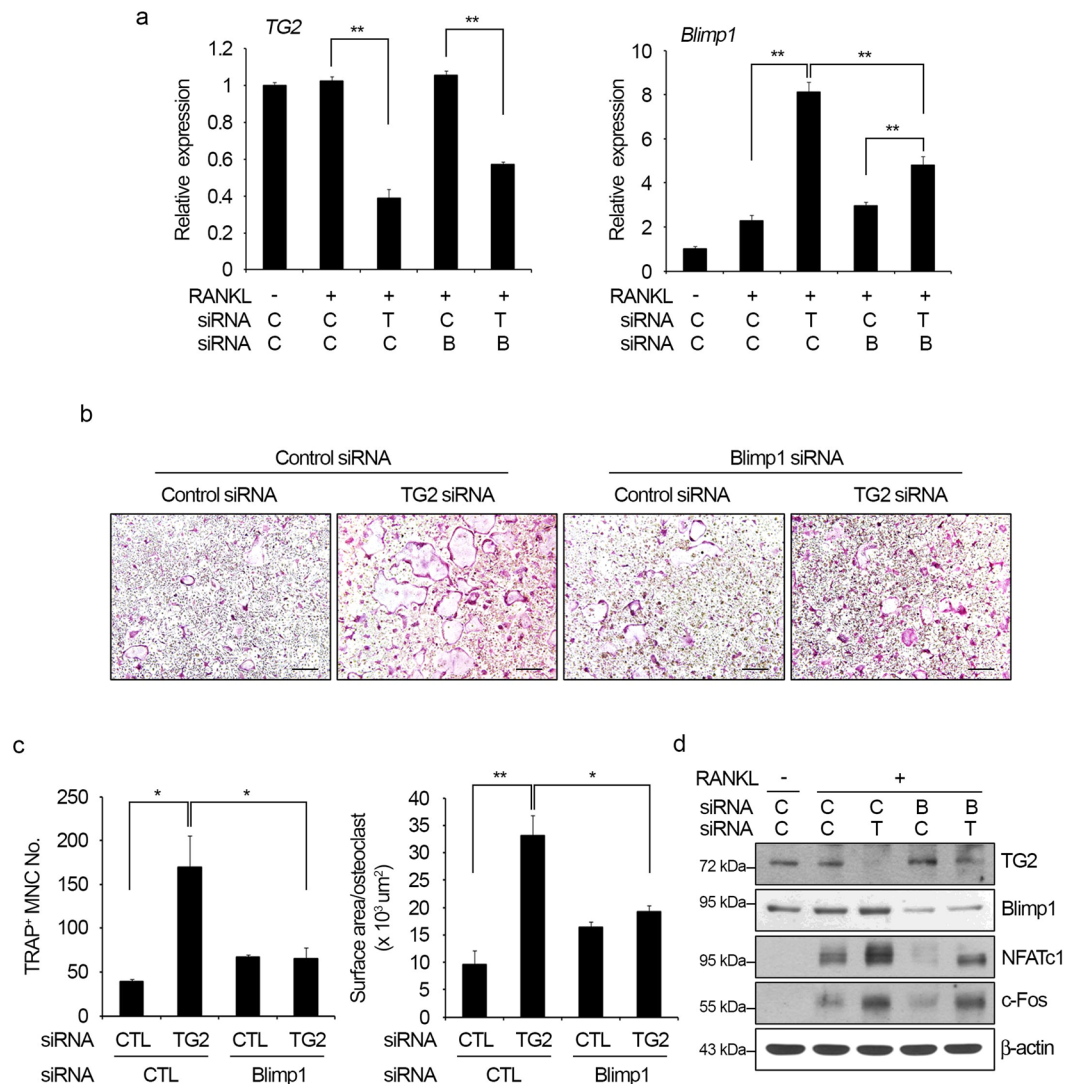 a
TG2
**
**
Relative expression
1.2
1
0.8
0.6
0.4
0.2
0
RANKL - + + + +
siRNA C C T C T
siRNA C C C B B
Blimp1
**
**
**
Relative expression
10
8
6
4
2
0
RANKL - + + + +
siRNA C C T C T
siRNA C C C B B
b
Control siRNA
Blimp1 siRNA
Control siRNA
TG2 siRNA
Control siRNA
TG2 siRNA
c
*
*
TRAP+ MNC No.
250
200
150
100
50
0
siRNA CTL TG2 CTL TG2
siRNA CTL Blimp1
**
*
Surface area/osteoclast
(x 10³ um²)
40
35
30
25
20
15
10
5
0
siRNA CTL TG2 CTL TG2
siRNA CTL Blimp1
d
RANKL - +
siRNA C C C B B
siRNA C C T C T
72 kDa TG2
95 kDa Blimp1
95 kDa NFATc1
55 kDa c-Fos
43 kDa β-actin